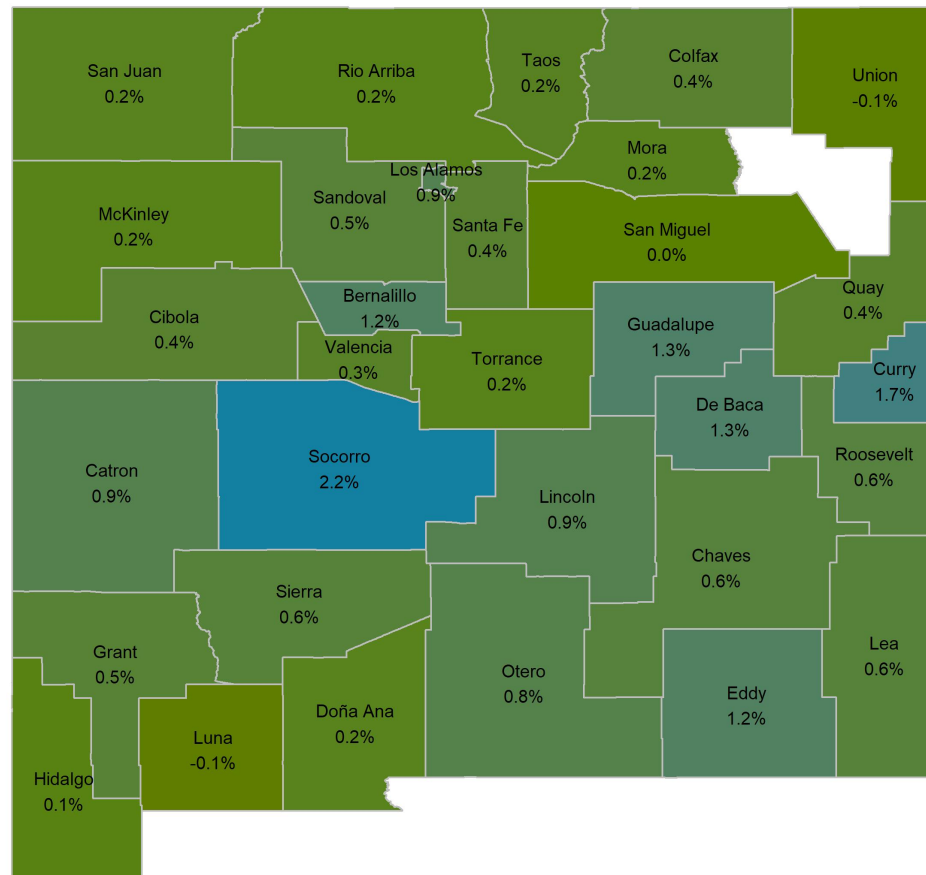 San Juan
0.2%
Rio Arriba
0.2%
Taos
0.2%
Colfax
0.4%
Union
-0.1%
Mora
0.2%
Los Alamos
0.9%
Sandoval
0.5%
Santa Fe
0.4%
San Miguel
0.0%
McKinley
0.2%
Quay
0.4%
Bernalillo
1.2%
Cibola
0.4%
Guadalupe
1.3%
Valencia
0.3%
Torrance
0.2%
Curry
1.7%
De Baca
1.3%
Roosevelt
0.6%
Catron
0.9%
Socorro
2.2%
Lincoln
0.9%
Chaves
0.6%
Sierra
0.6%
Grant
0.5%
Otero
0.8%
Lea
0.6%
Eddy
1.2%
Doña Ana
0.2%
Luna
-0.1%
Hidalgo
0.1%